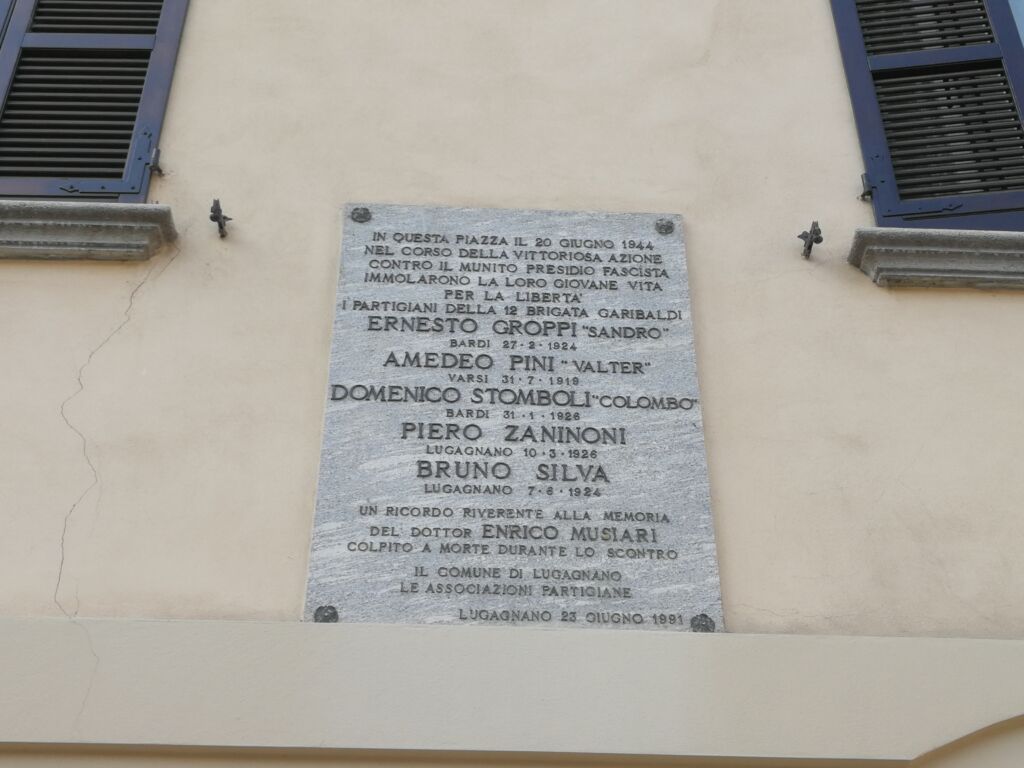 IN QUESTA PIAZZA IL 20 GIUGNO 1944
NEL CORSO DELLA VITTORIOSA AZIONE
CONTRO IL MUNITO PRESIDIO FASCISTA
IMMOLARONO LA LORO GIOVANE VITA
PER LA LIBERTA'
I PARTIGIANI DELLA 12 BRIGATA GARIBALDI
ERNESTO GROPPI "SANDRO"
BARDI 27·2·1924
AMEDEO PINI "VALTER"
VARSI 31·7·1919
DOMENICO STOMBOLI "COLOMBO"
BARDI 31·1·1926
PIERO ZANINONI
LUGAGNANO 10·3·1926
BRUNO SILVA
LUGAGNANO 7·6·1924
UN RICORDO RIVERENTE ALLA MEMORIA
DEL DOTTOR ENRICO MUSIARI
COLPITO A MORTE DURANTE LO SCONTRO
IL COMUNE DI LUGAGNANO
LE ASSOCIAZIONI PARTIGIANE
LUGAGNANO 23 GIUGNO 1991